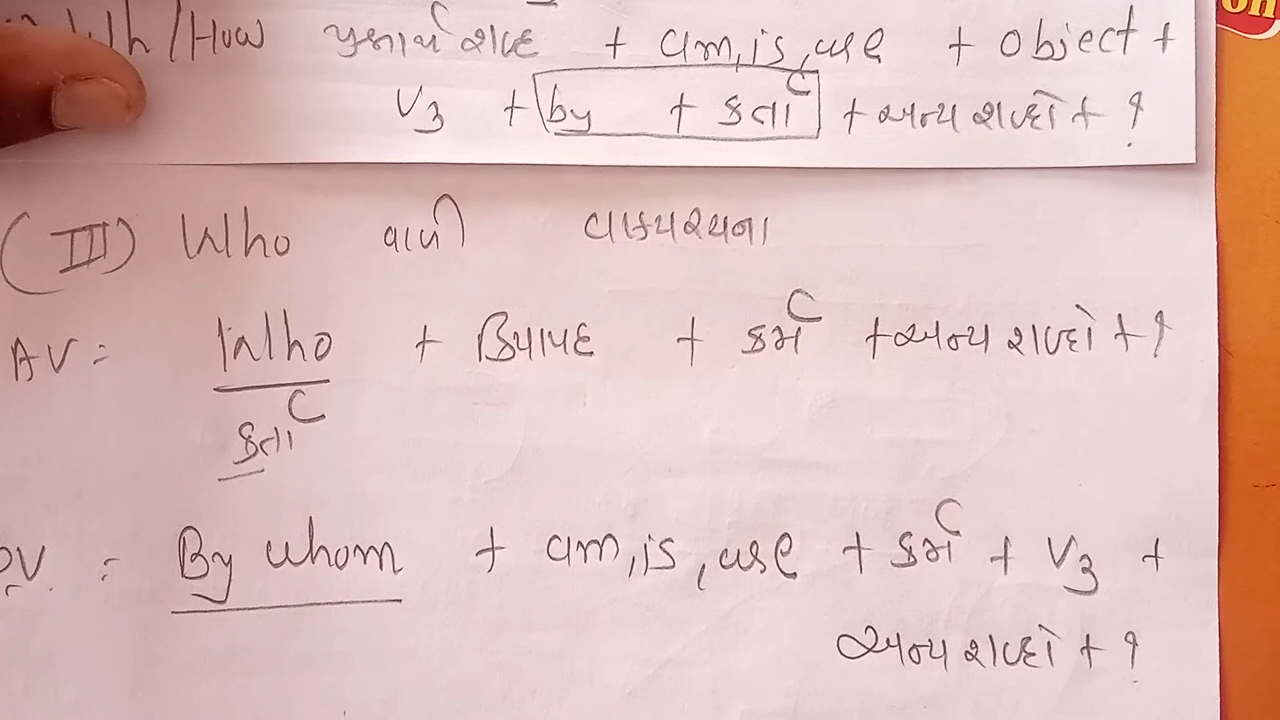 Wh/How પ્રશ્નાર્થ શબ્દ + am, is, are + object +
V3 + by + કર્તા + અન્ય શબ્દો + ?
(III) Who વાળી વાક્યરચના
AV = Who + ક્રિયાપદ + કર્મ + અન્ય શબ્દો + ?
કર્તા
PV = By whom + am, is, are + કર્મ + V3 +
અન્ય શબ્દો + ?